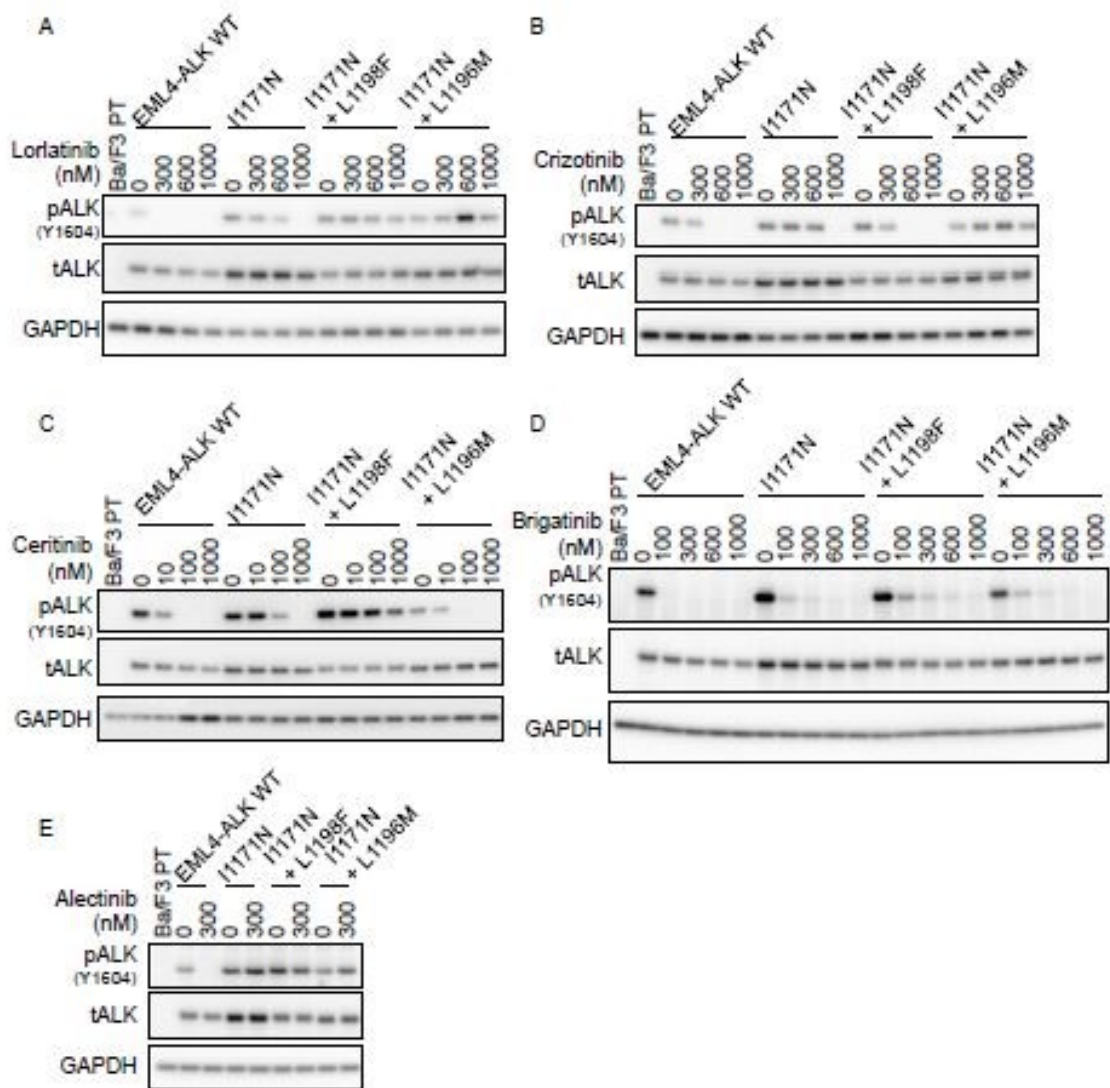 A
Ba/F3 PT
EML4-ALK WT
I1171N
I1171N
+ L1198F
I1171N
+ L1196M
Lorlatinib
(nM)
0 300 600 1000 0 300 600 1000 0 300 600 1000 0 300 600 1000
pALK
(Y1604)
tALK
GAPDH
B
Ba/F3 PT
EML4-ALK WT
I1171N
I1171N
+ L1198F
I1171N
+ L1196M
Crizotinib
(nM)
0 300 600 1000 0 300 600 1000 0 300 600 1000 0 300 600 1000
pALK
(Y1604)
tALK
GAPDH
C
Ba/F3 PT
EML4-ALK WT
I1171N
I1171N
+ L1198F
I1171N
+ L1196M
Ceritinib
(nM)
0 10 100 1000 0 10 100 1000 0 10 100 1000 0 10 100 1000
pALK
(Y1604)
tALK
GAPDH
D
Ba/F3 PT
EML4-ALK WT
I1171N
I1171N
+ L1198F
I1171N
+ L1196M
Brigatinib
(nM)
0 100 300 600 1000 0 100 300 600 1000 0 100 300 600 1000 0 100 300 600 1000
pALK
(Y1604)
tALK
GAPDH
E
Ba/F3 PT
EML4-ALK WT
I1171N
I1171N
+ L1198F
I1171N
+ L1196M
Alectinib
(nM)
0 300 0 300 0 300 0 300
pALK
(Y1604)
tALK
GAPDH